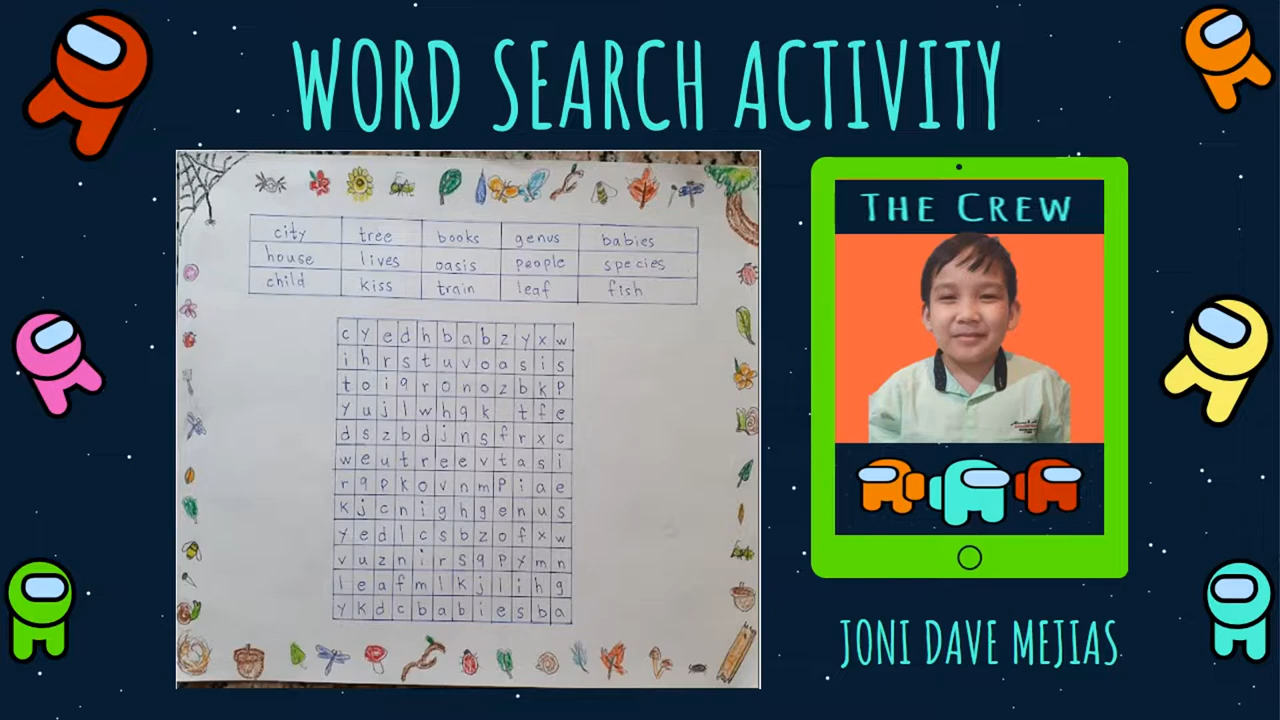 WORD SEARCH ACTIVITY
THE CREW
city tree books genus babies
house lives oasis people species
child kiss train leaf fish
c y e d h b a b z y x w
i h r s t u v o a s i s
t o i q r o n o z b k p
y u j l w h g k t f e
d s z b d j n s f r x c
w e u t r e e v t a s i
r q p k o v n m p i a e
k j c n i g h g e n u s
y e d l c s b z o f x w
v u z n i r s q p y m n
l e a f m l k j l i h g
y k d c b a b i e s b a
JONI DAVE MEJIAS